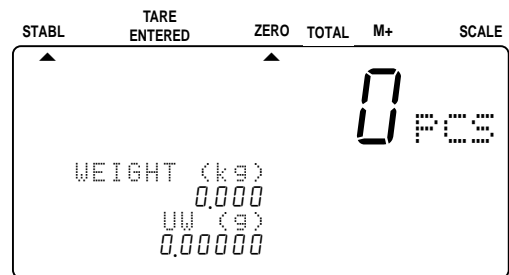 STABL TARE ENTERED ZERO TOTAL M+ SCALE
0 PCS
WEIGHT (kg)
0.000
UW (g)
0.00000